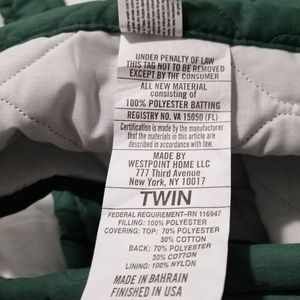 UNDER PENALTY OF LAW
THIS TAG NOT TO BE REMOVED
EXCEPT BY THE CONSUMER
ALL NEW MATERIAL
consisting of
100% POLYESTER BATTING
REGISTRY NO. VA 15050 (FL)
Certification is made by the manufacturer
that the materials in this article are
described in accordance with law.
MADE BY
WESTPOINT HOME LLC
777 Third Avenue
New York, NY 10017
TWIN
FEDERAL REQUIREMENT–RN 116947
FILLING: 100% POLYESTER
COVERING: TOP: 70% POLYESTER
30% COTTON
BACK: 70% POLYESTER
30% COTTON
LINING: 100% NYLON
MADE IN BAHRAIN
FINISHED IN USA